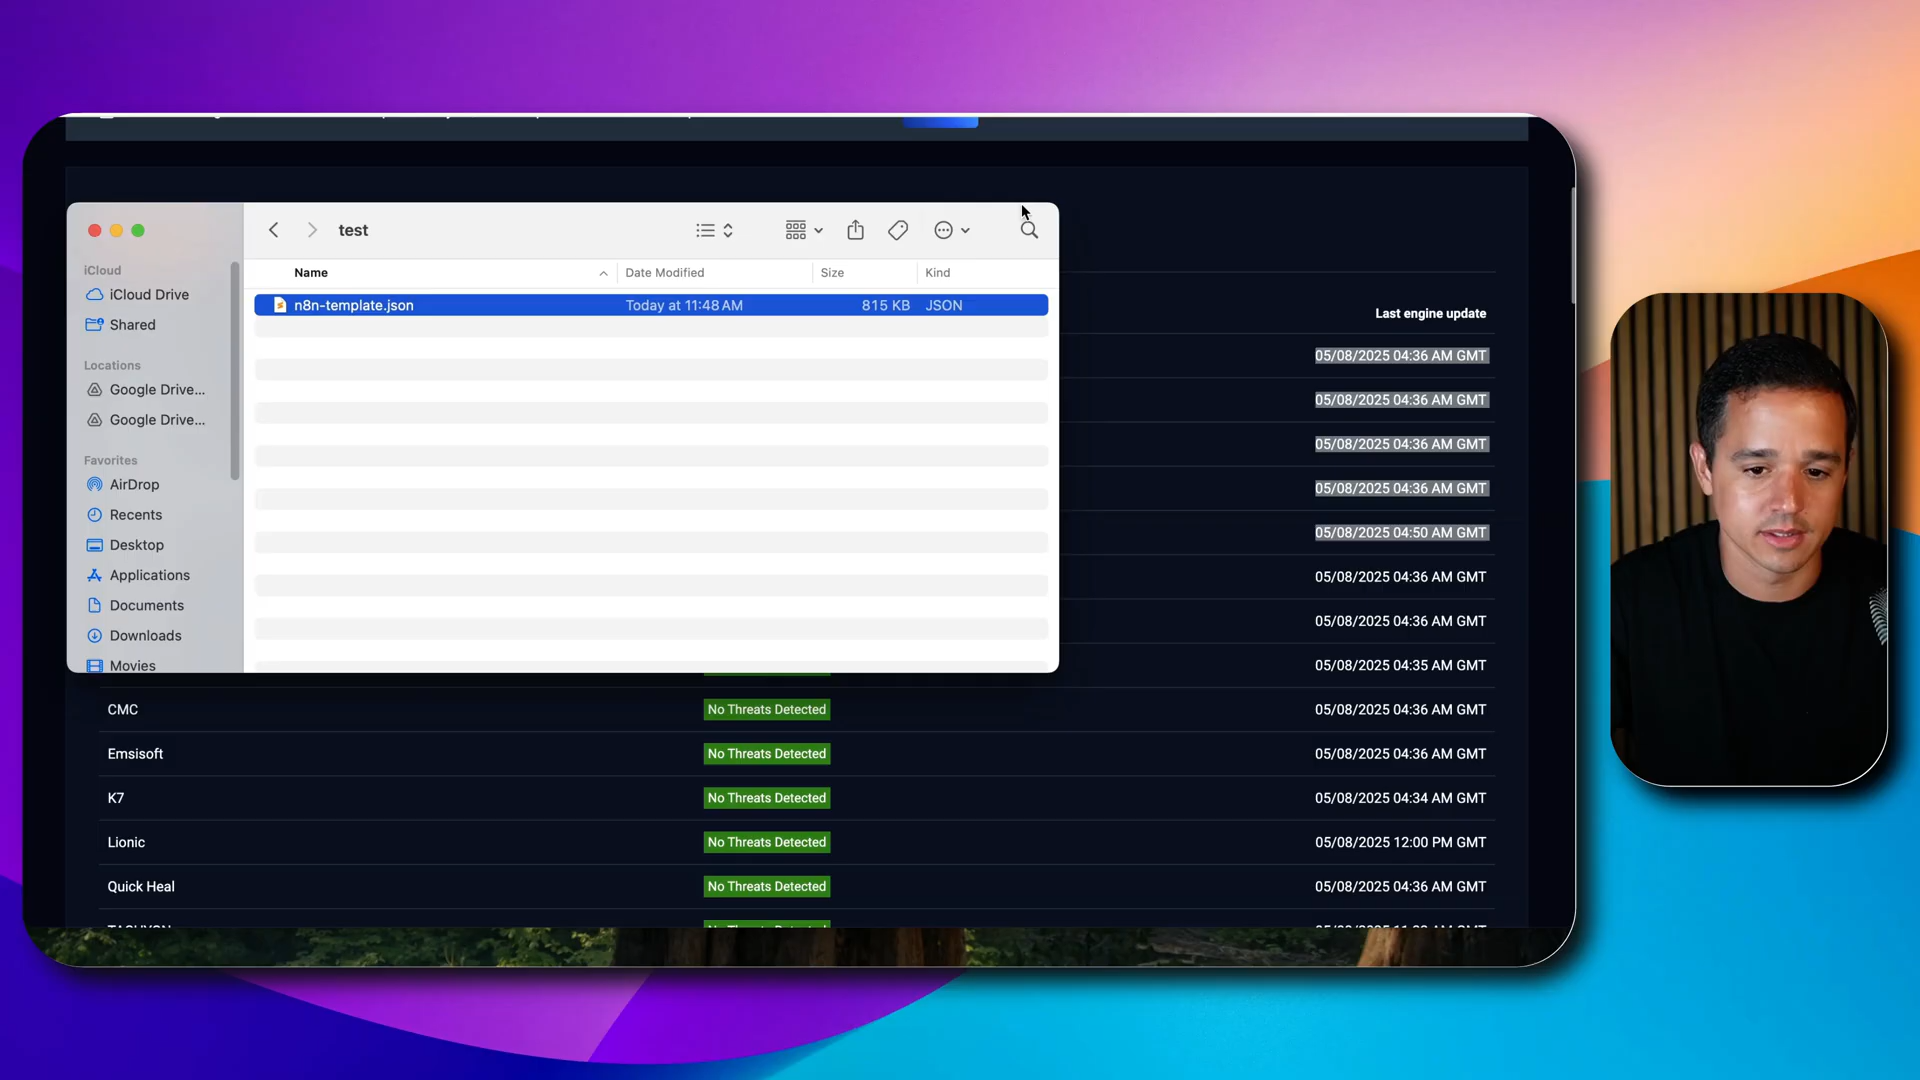 test
Name Date Modified Size Kind
n8n-template.json Today at 11:48 AM 815 KB JSON
iCloud
iCloud Drive
Shared
Locations
Google Drive...
Google Drive...
Favorites
AirDrop
Recents
Desktop
Applications
Documents
Downloads
Movies
Last engine update
05/08/2025 04:36 AM GMT
05/08/2025 04:36 AM GMT
05/08/2025 04:36 AM GMT
05/08/2025 04:36 AM GMT
05/08/2025 04:50 AM GMT
05/08/2025 04:36 AM GMT
05/08/2025 04:36 AM GMT
05/08/2025 04:35 AM GMT
CMC No Threats Detected 05/08/2025 04:36 AM GMT
Emsisoft No Threats Detected 05/08/2025 04:36 AM GMT
K7 No Threats Detected 05/08/2025 04:34 AM GMT
Lionic No Threats Detected 05/08/2025 12:00 PM GMT
Quick Heal No Threats Detected 05/08/2025 04:36 AM GMT